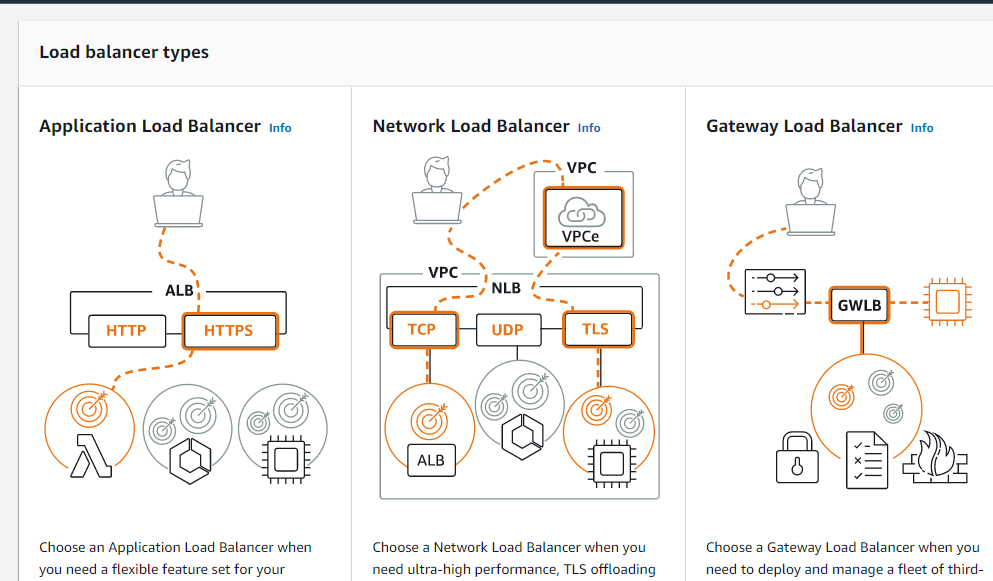 Load balancer types
Application Load Balancer Info
ALB
HTTP
HTTPS
Choose an Application Load Balancer when
you need a flexible feature set for your
Network Load Balancer Info
VPC
VPCe
VPC
NLB
TCP
UDP
TLS
ALB
Choose a Network Load Balancer when you
need ultra-high performance, TLS offloading
Gateway Load Balancer Info
GWLB
Choose a Gateway Load Balancer when you
need to deploy and manage a fleet of third-